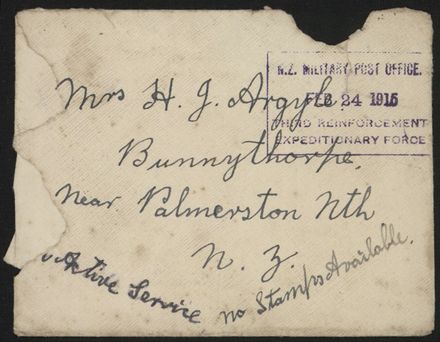 N.Z. MILITARY POST OFFICE.
FEB 24 1915
THIRD REINFORCEMENT
EXPEDITIONARY FORCE
Mrs H. J. Argyle
Bunnythorpe,
Near Palmerston Nth
N. Z.
Active Service
no Stamps Available.